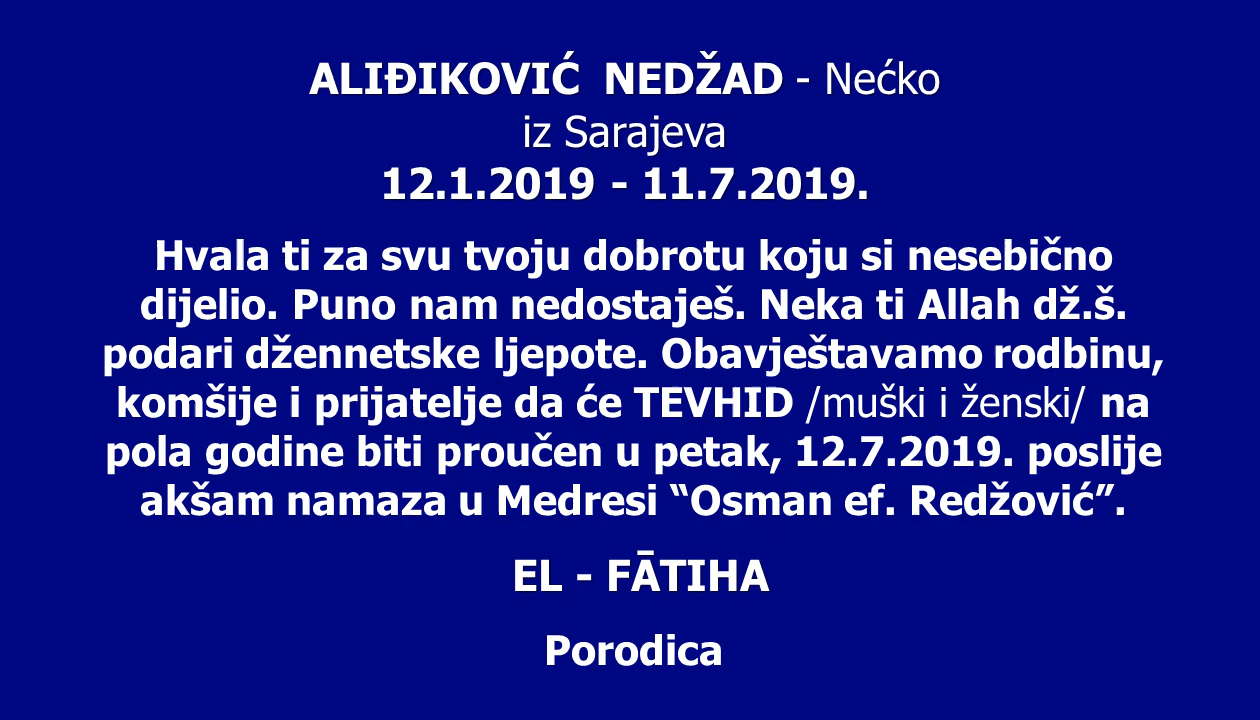 ALIĐIKOVIĆ NEDŽAD - Nećko
iz Sarajeva
12.1.2019 - 11.7.2019.
Hvala ti za svu tvoju dobrotu koju si nesebično
dijelio. Puno nam nedostaješ. Neka ti Allah dž.š.
podari džennetske ljepote. Obavještavamo rodbinu,
komšije i prijatelje da će TEVHID /muški i ženski/ na
pola godine biti proučen u petak, 12.7.2019. poslije
akšam namaza u Medresi “Osman ef. Redžović”.
EL - FĀTIHA
Porodica